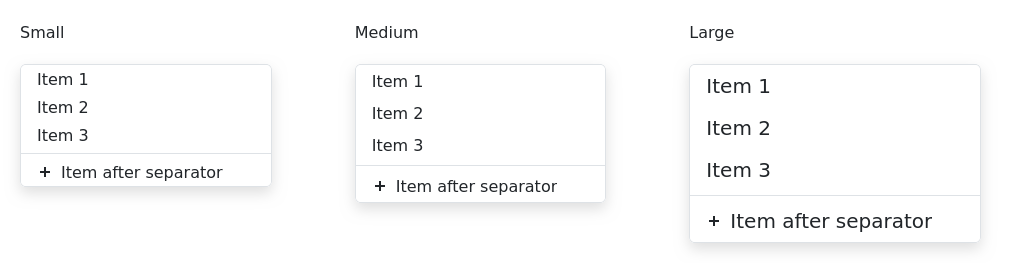 Small
Item 1
Item 2
Item 3
+ Item after separator
Medium
Item 1
Item 2
Item 3
+ Item after separator
Large
Item 1
Item 2
Item 3
+ Item after separator